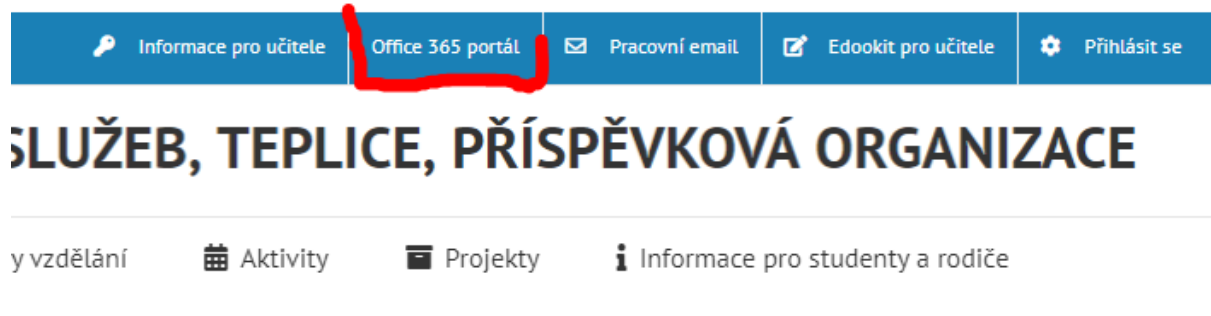 Informace pro učitele Office 365 portál Pracovní email Edookit pro učitele Přihlásit se
SLUŽEB, TEPLICE, PŘÍSPĚVKOVÁ ORGANIZACE
y vzdělání Aktivity Projekty Informace pro studenty a rodiče